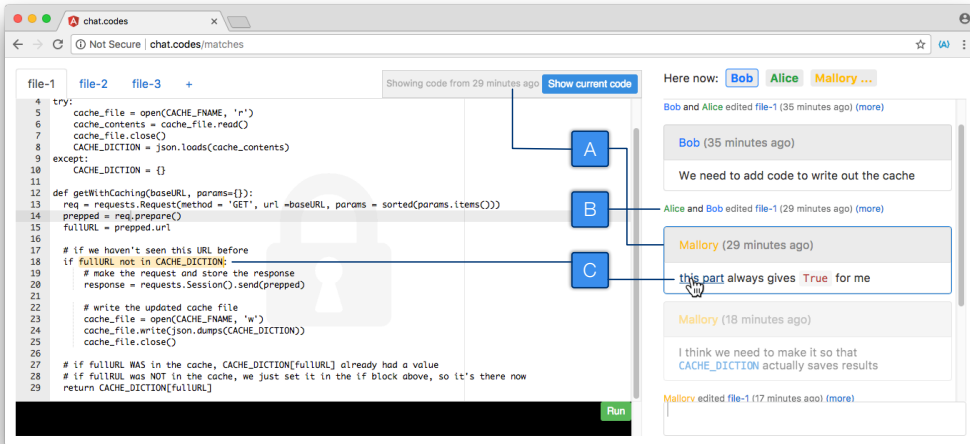 chat.codes
Not Secure | chat.codes/matches
file-1 file-2 file-3 +
Showing code from 29 minutes ago Show current code
4 try:
5 cache_file = open(CACHE_FNAME, 'r')
6 cache_contents = cache_file.read()
7 cache_file.close()
8 CACHE_DICTION = json.loads(cache_contents)
9 except:
10 CACHE_DICTION = {}
11
12 def getWithCaching(baseURL, params={}):
13 req = requests.Request(method = 'GET', url =baseURL, params = sorted(params.items()))
14 prepped = req.prepare()
15 fullURL = prepped.url
16
17 # if we haven't seen this URL before
18 if fullURL not in CACHE_DICTION:
19 # make the request and store the response
20 response = requests.Session().send(prepped)
21
22 # write the updated cache file
23 cache_file = open(CACHE_FNAME, 'w')
24 cache_file.write(json.dumps(CACHE_DICTION))
25 cache_file.close()
26
27 # if fullURL WAS in the cache, CACHE_DICTION[fullURL] already had a value
28 # if fullRUL was NOT in the cache, we just set it in the if block above, so it's there now
29 return CACHE_DICTION[fullURL]
Run
A
B
C
Here now: Bob Alice Mallory ...
Bob and Alice edited file-1 (35 minutes ago) (more)
Bob (35 minutes ago)
We need to add code to write out the cache
Alice and Bob edited file-1 (29 minutes ago) (more)
Mallory (29 minutes ago)
this part always gives True for me
Mallory (18 minutes ago)
I think we need to make it so that
CACHE_DICTION actually saves results
Mallory edited file-1 (17 minutes ago) (more)